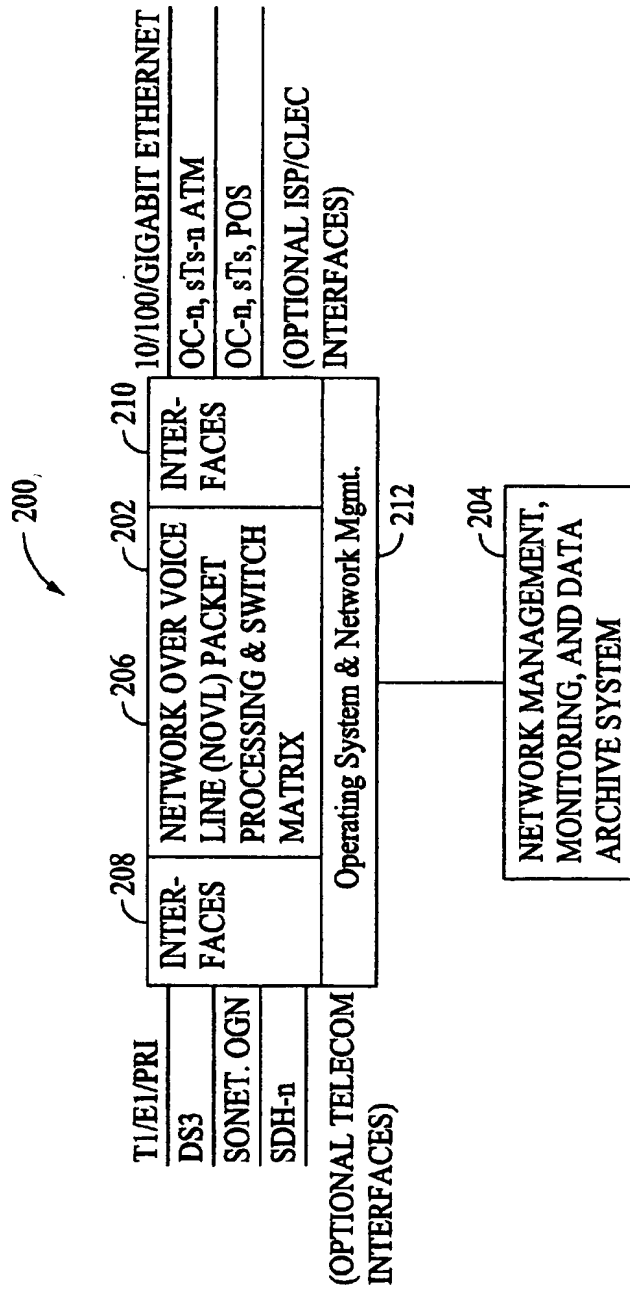 200
T1/E1/PRI
DS3
SONET. OGN
SDH-n
(OPTIONAL TELECOM
INTERFACES)
208
INTER-
FACES
206
202
NETWORK OVER VOICE
LINE (NOVL) PACKET
PROCESSING & SWITCH
MATRIX
210
INTER-
FACES
10/100/GIGABIT ETHERNET
OC-n, sTs-n ATM
OC-n, sTs, POS
(OPTIONAL ISP/CLEC
INTERFACES)
Operating System & Network Mgmt.
212
204
NETWORK MANAGEMENT,
MONITORING, AND DATA
ARCHIVE SYSTEM